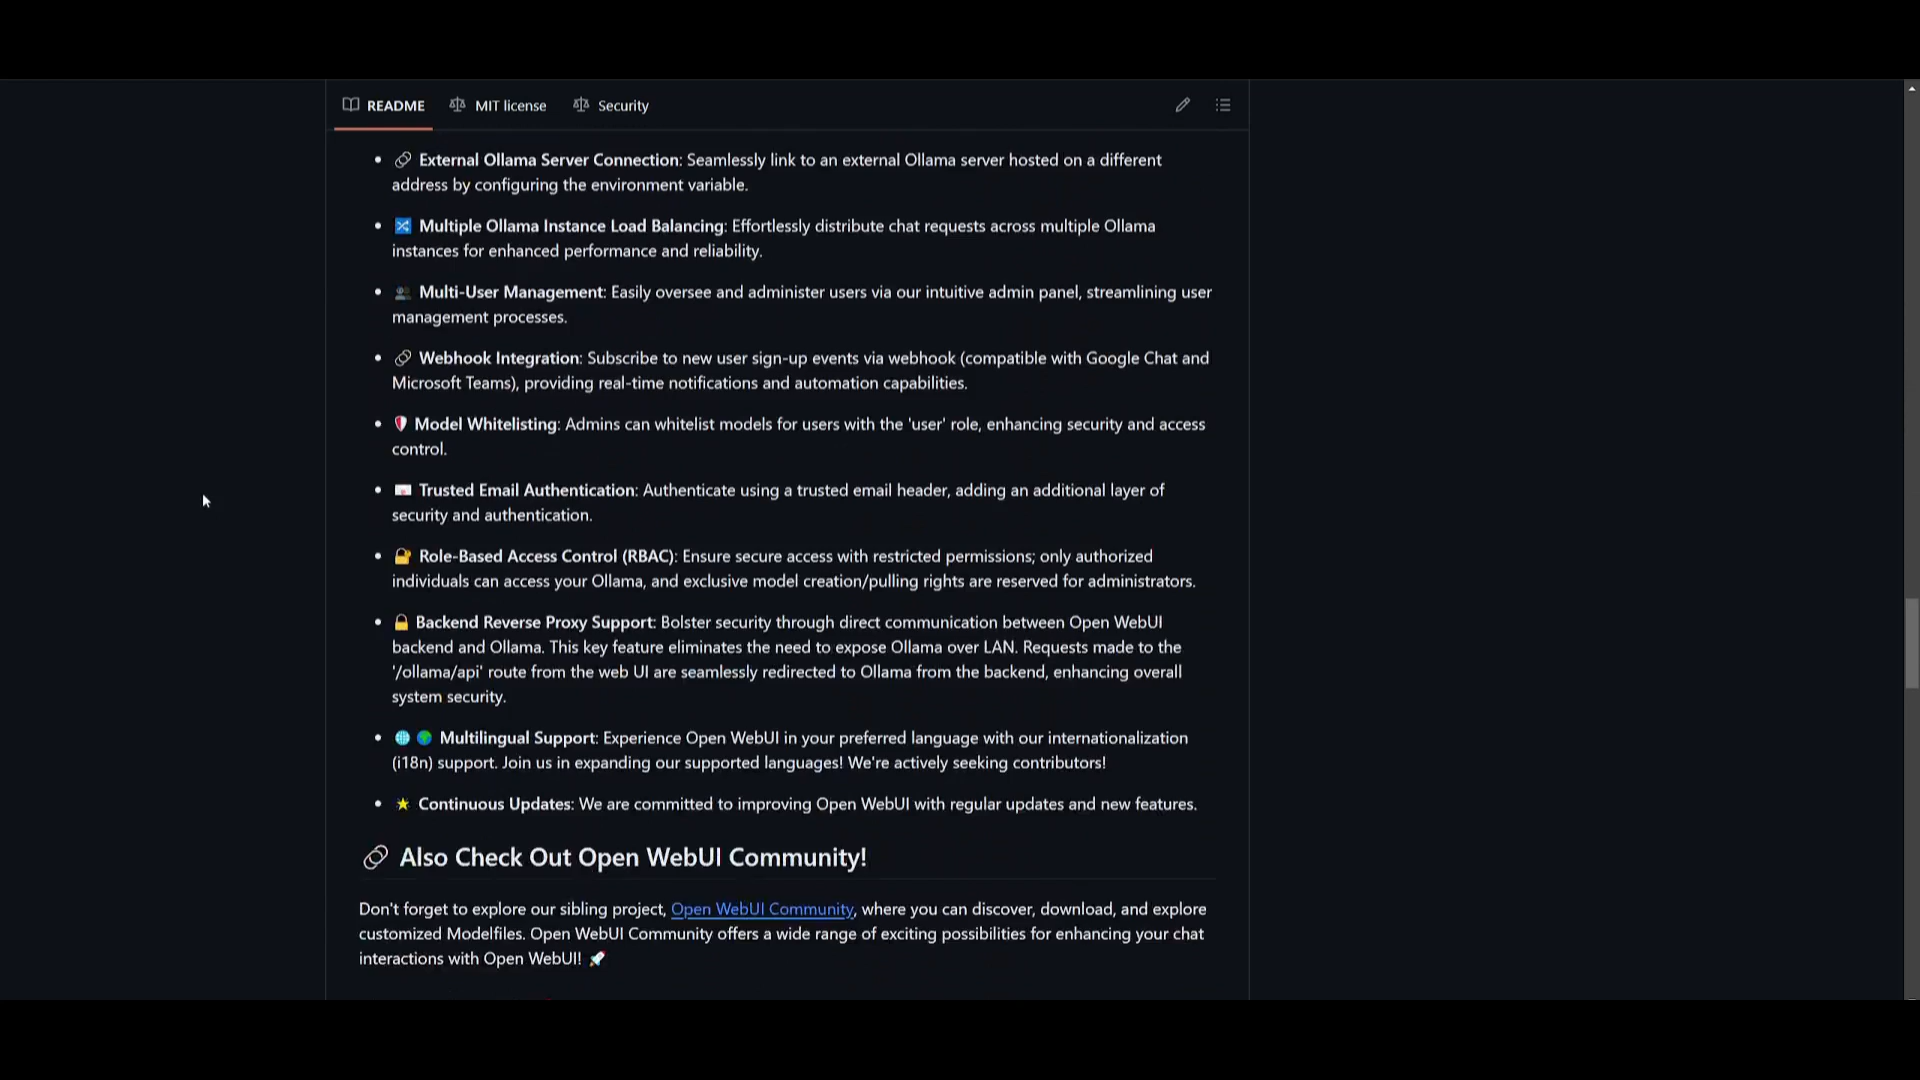 README MIT license Security
• 🔗 External Ollama Server Connection: Seamlessly link to an external Ollama server hosted on a different
address by configuring the environment variable.
• 🔀 Multiple Ollama Instance Load Balancing: Effortlessly distribute chat requests across multiple Ollama
instances for enhanced performance and reliability.
• 👥 Multi-User Management: Easily oversee and administer users via our intuitive admin panel, streamlining user
management processes.
• 🔗 Webhook Integration: Subscribe to new user sign-up events via webhook (compatible with Google Chat and
Microsoft Teams), providing real-time notifications and automation capabilities.
• 🛡️ Model Whitelisting: Admins can whitelist models for users with the 'user' role, enhancing security and access
control.
• 📧 Trusted Email Authentication: Authenticate using a trusted email header, adding an additional layer of
security and authentication.
• 🔐 Role-Based Access Control (RBAC): Ensure secure access with restricted permissions; only authorized
individuals can access your Ollama, and exclusive model creation/pulling rights are reserved for administrators.
• 🔒 Backend Reverse Proxy Support: Bolster security through direct communication between Open WebUI
backend and Ollama. This key feature eliminates the need to expose Ollama over LAN. Requests made to the
'/ollama/api' route from the web UI are seamlessly redirected to Ollama from the backend, enhancing overall
system security.
• 🌐🌍 Multilingual Support: Experience Open WebUI in your preferred language with our internationalization
(i18n) support. Join us in expanding our supported languages! We're actively seeking contributors!
• 🌟 Continuous Updates: We are committed to improving Open WebUI with regular updates and new features.
🔗 Also Check Out Open WebUI Community!
Don't forget to explore our sibling project, Open WebUI Community, where you can discover, download, and explore
customized Modelfiles. Open WebUI Community offers a wide range of exciting possibilities for enhancing your chat
interactions with Open WebUI! 🚀